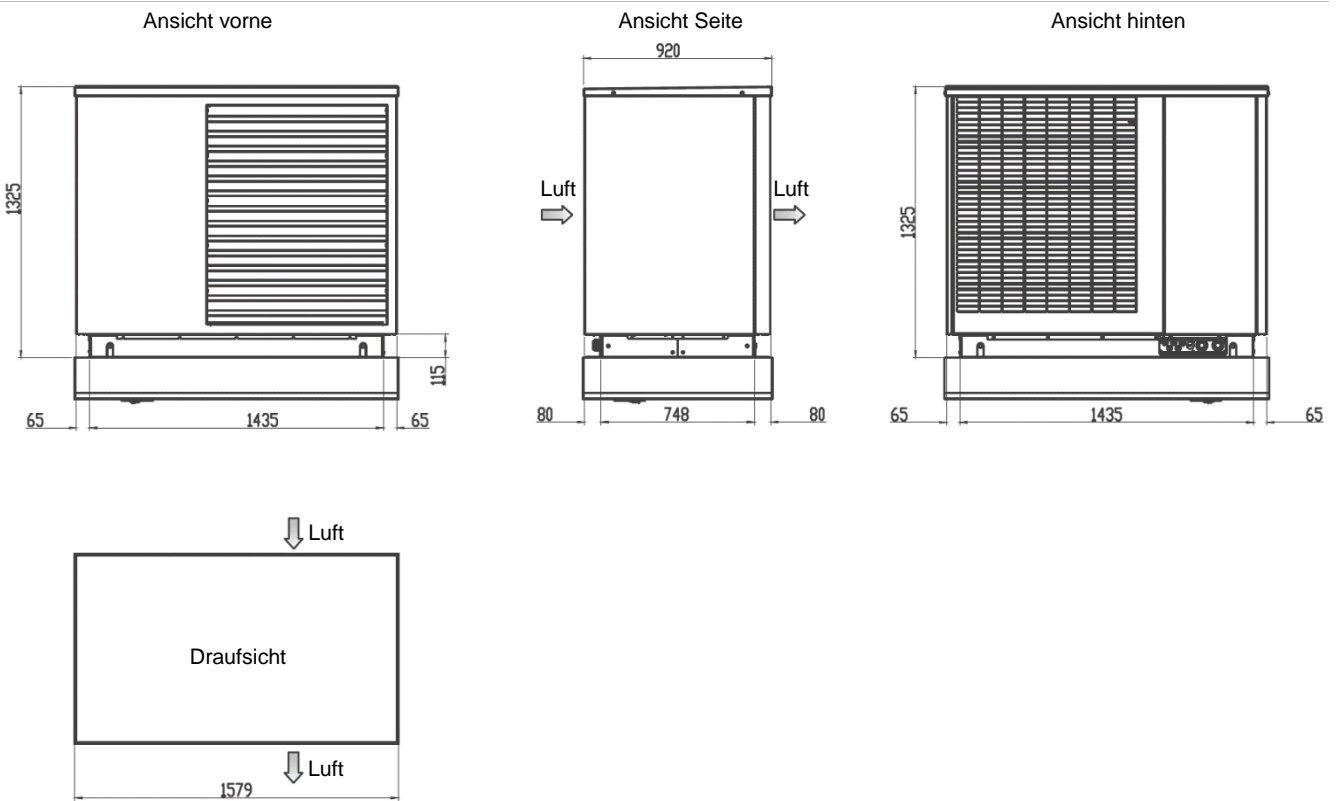 Ansicht vorne
Ansicht Seite
Ansicht hinten
920
1325
Luft
Luft
1325
115
65
1435
65
80
748
80
65
1435
65
Luft
Draufsicht
Luft
1579